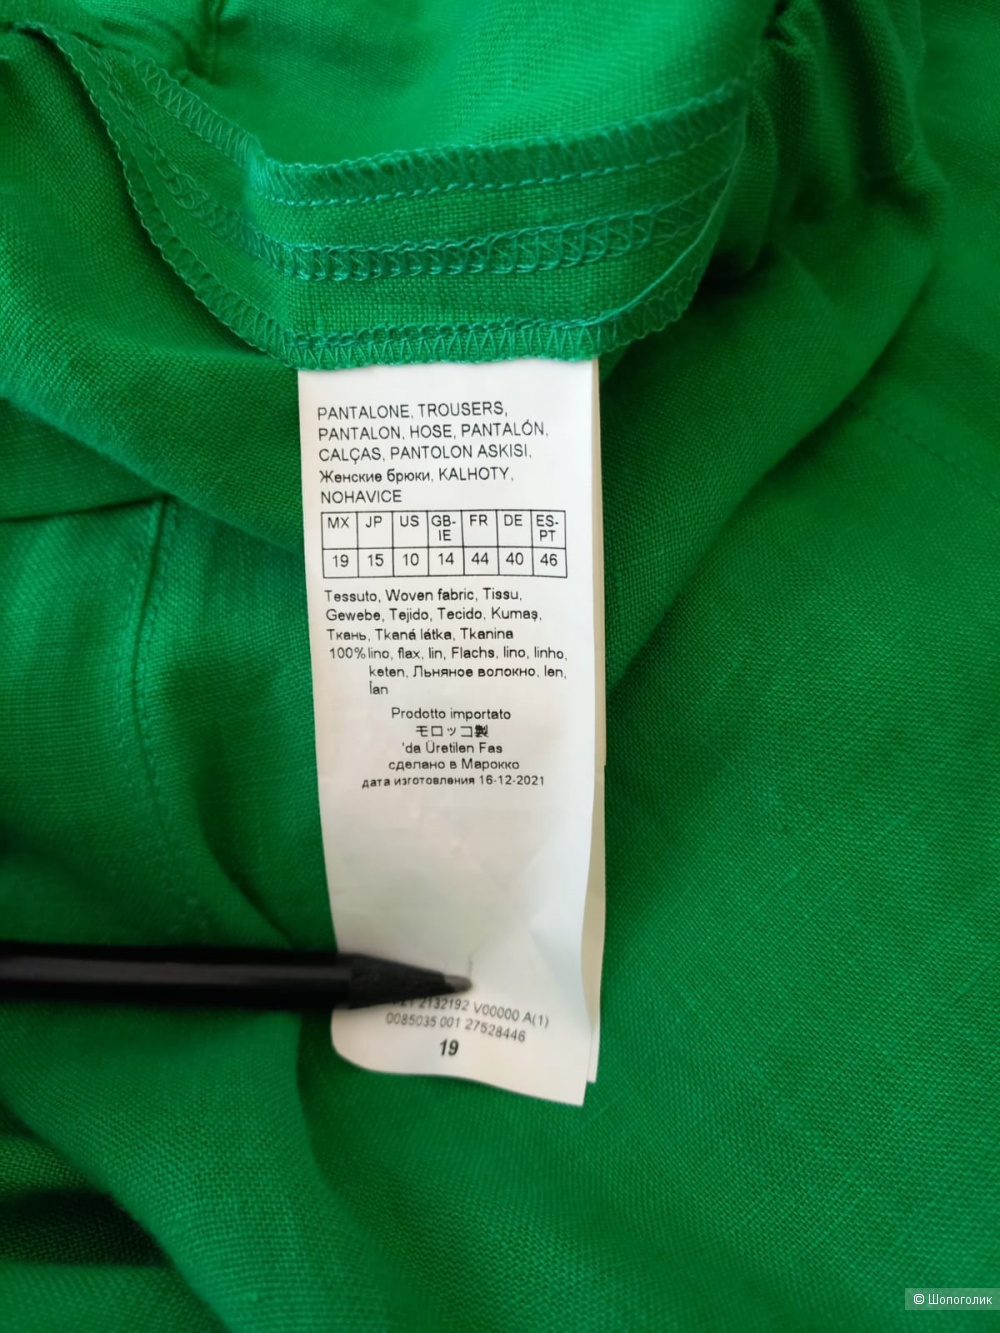 PANTALONE, TROUSERS,
PANTALON, HOSE, PANTALÓN,
CALÇAS, PANTOLON ASKISI,
Женские брюки, KALHOTY,
NOHAVICE
MX JP US GB-IE FR DE ES-PT
19 15 10 14 44 40 46
Tessuto, Woven fabric, Tissu,
Gewebe, Tejido, Tecido, Kumaş,
Ткань, Tkaná látka, Tkanina
100% lino, flax, lin, Flachs, lino, linho,
keten, Льняное волокно, len,
ľan
Prodotto importato
モロッコ製
'da Üretilen Fas
сделано в Марокко
дата изготовления 16-12-2021
2132192 V00000 A(1)
0085035 001 27528446
19
© Шопоголик